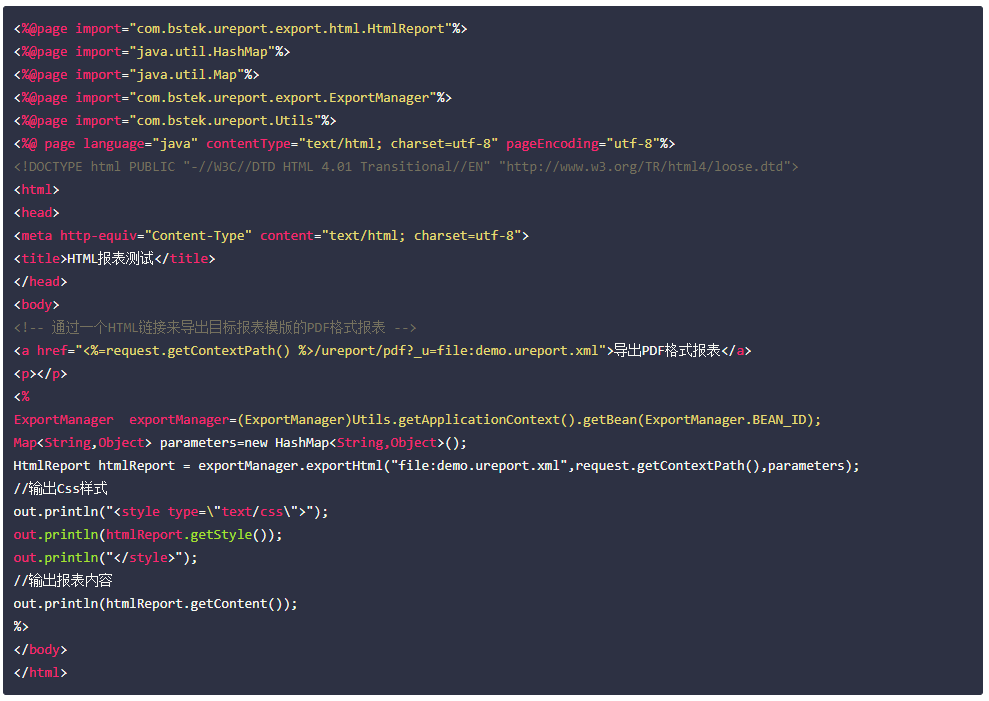 <%@page import="com.bstek.ureport.export.html.HtmlReport"%>
<%@page import="java.util.HashMap"%>
<%@page import="java.util.Map"%>
<%@page import="com.bstek.ureport.export.ExportManager"%>
<%@page import="com.bstek.ureport.Utils"%>
<%@ page language="java" contentType="text/html; charset=utf-8" pageEncoding="utf-8"%>
<!DOCTYPE html PUBLIC "-//W3C//DTD HTML 4.01 Transitional//EN" "http://www.w3.org/TR/html4/loose.dtd">
<html>
<head>
<meta http-equiv="Content-Type" content="text/html; charset=utf-8">
<title>HTML报表测试</title>
</head>
<body>
<!-- 通过一个HTML链接来导出目标报表模版的PDF格式报表 -->
<a href="<%=request.getContextPath() %>/ureport/pdf?_u=file:demo.ureport.xml">导出PDF格式报表</a>
<p></p>
<%
ExportManager  exportManager=(ExportManager)Utils.getApplicationContext().getBean(ExportManager.BEAN_ID);
Map<String,Object> parameters=new HashMap<String,Object>();
HtmlReport htmlReport = exportManager.exportHtml("file:demo.ureport.xml",request.getContextPath(),parameters);
//输出Css样式
out.println("<style type=\"text/css\">");
out.println(htmlReport.getStyle());
out.println("</style>");
//输出报表内容
out.println(htmlReport.getContent());
%>
</body>
</html>